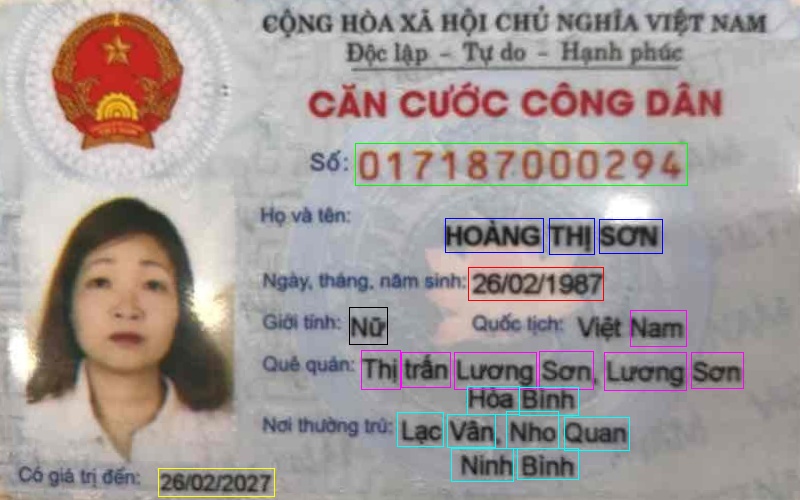 CỘNG HÒA XÃ HỘI CHỦ NGHĨA VIỆT NAM
Độc lập - Tự do - Hạnh phúc
CĂN CƯỚC CÔNG DÂN
Số: 017187000294
Họ và tên:
HOÀNG THỊ SƠN
Ngày, tháng, năm sinh: 26/02/1987
Giới tính: Nữ Quốc tịch: Việt Nam
Quê quán: Thị trấn Lương Sơn, Lương Sơn
Hòa Bình
Nơi thường trú: Lạc Vân, Nho Quan
Ninh Bình
Có giá trị đến: 26/02/2027